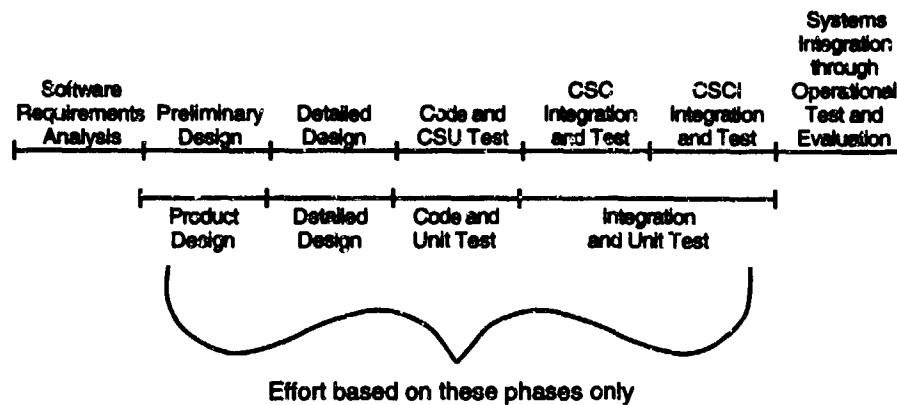 Software
Requirements
Analysis
Preliminary
Design
Detailed
Design
Code and
CSU Test
CSC
Integration
and Test
CSCI
Integration
and Test
Systems
Integration
through
Operational
Test and
Evaluation
Product
Design
Detailed
Design
Code and
Unit Test
Integration
and Unit Test
Effort based on these phases only